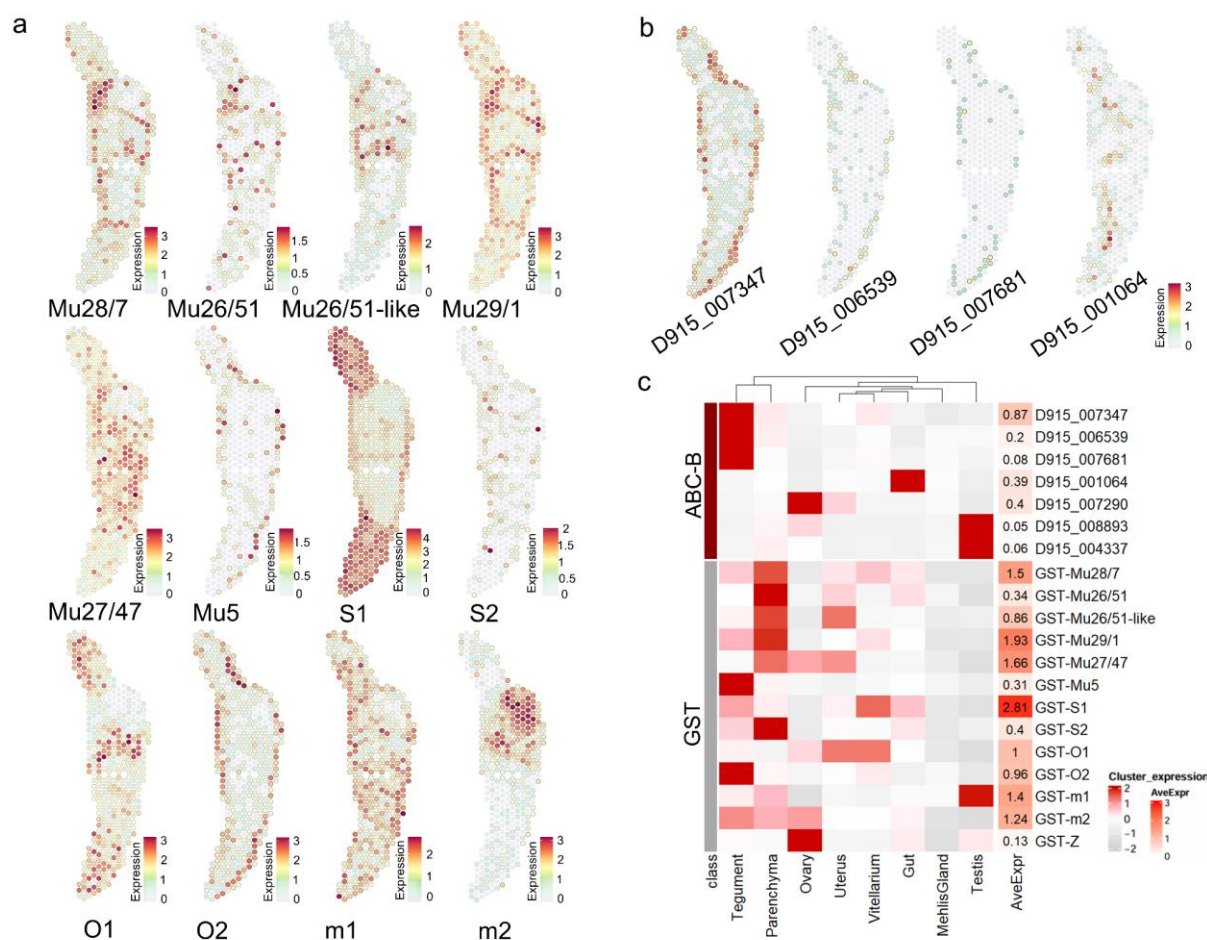 a
b
Expression
3
2
1
0
Expression
1.5
1
0.5
0
Expression
2
1
0
Expression
3
2
1
0
Mu28/7
Mu26/51
Mu26/51-like
Mu29/1
D915_007347
D915_006539
D915_007681
D915_001064
Expression
3
2
1
0
Expression
3
2
1
0
Expression
1.5
1
0.5
0
Expression
4
3
2
1
0
Expression
2
1.5
1
0.5
0
Mu27/47
Mu5
S1
S2
Expression
3
2
1
0
Expression
3
2
1
0
Expression
2
1
0
Expression
3
2
1
0
O1
O2
m1
m2
c
ABC-B
GST
0.87 D915_007347
0.2 D915_006539
0.08 D915_007681
0.39 D915_001064
0.4 D915_007290
0.05 D915_008893
0.06 D915_004337
1.5 GST-Mu28/7
0.34 GST-Mu26/51
0.86 GST-Mu26/51-like
1.93 GST-Mu29/1
1.66 GST-Mu27/47
0.31 GST-Mu5
2.81 GST-S1
0.4 GST-S2
1 GST-O1
0.96 GST-O2
1.4 GST-m1
1.24 GST-m2
0.13 GST-Z
class
Tegument
Parenchyma
Ovary
Uterus
Vitellarium
Gut
MehlisGland
Testis
AveExpr
Cluster_expression
2
1
0
−1
−2
AveExpr
3
2
1
0